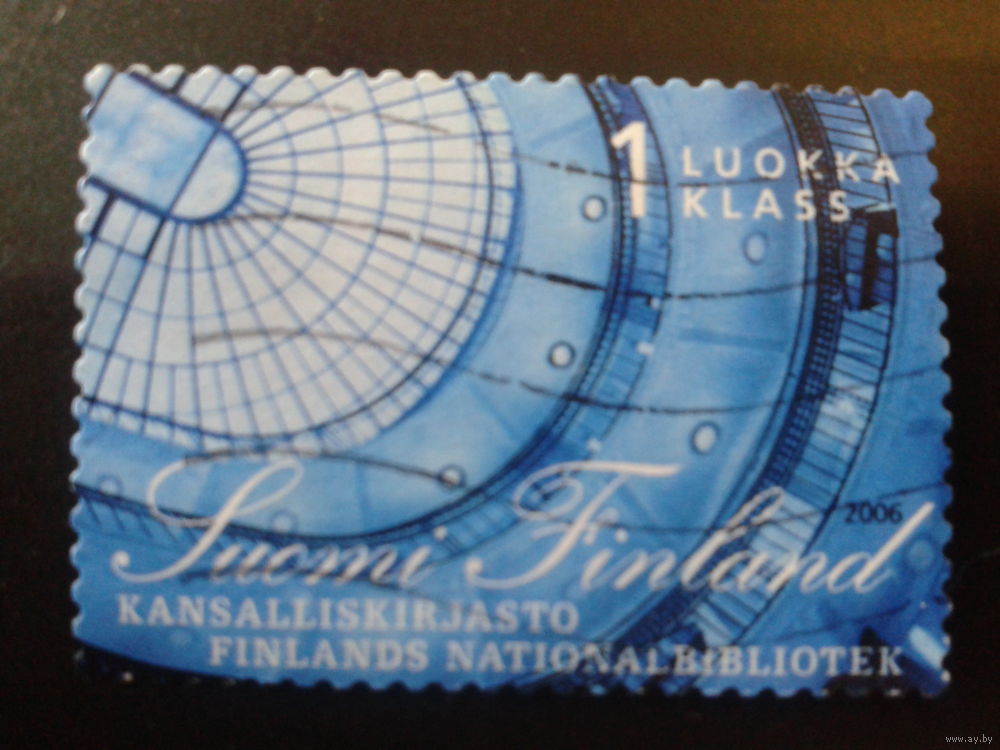 1 LUOKKA
KLASS
2006
Suomi Finland
KANSALLISKIRJASTO
FINLANDS NATIONALBIBLIOTEK
www.ay.by